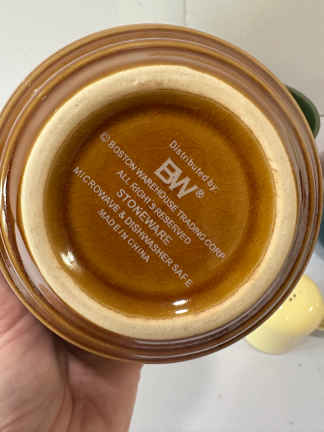 Distributed by:
BW®
© BOSTON WAREHOUSE TRADING CORP.
ALL RIGHTS RESERVED
STONEWARE
MICROWAVE & DISHWASHER SAFE
MADE IN CHINA